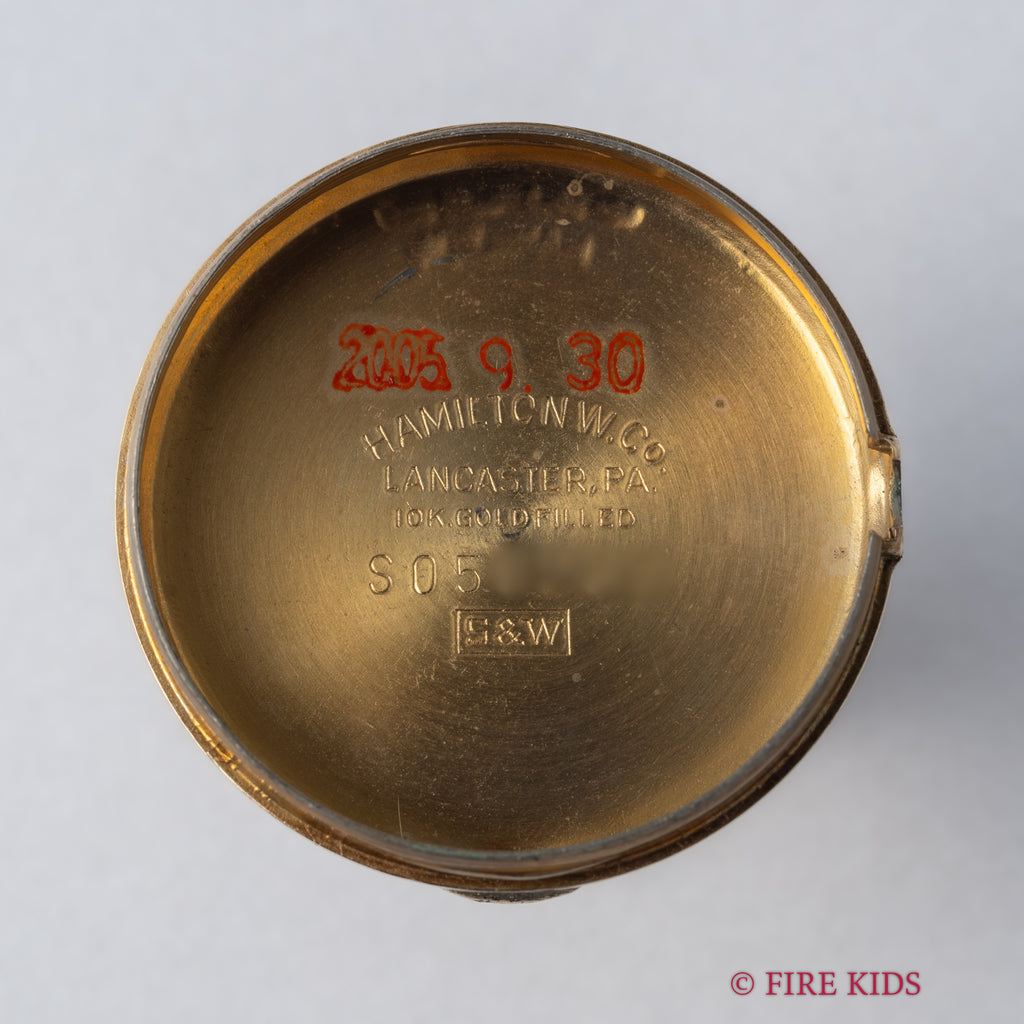 2005 9. 30
HAMILTON W. CO.
LANCASTER, PA.
10K. GOLD FILLED
S05
S&W
© FIRE KIDS